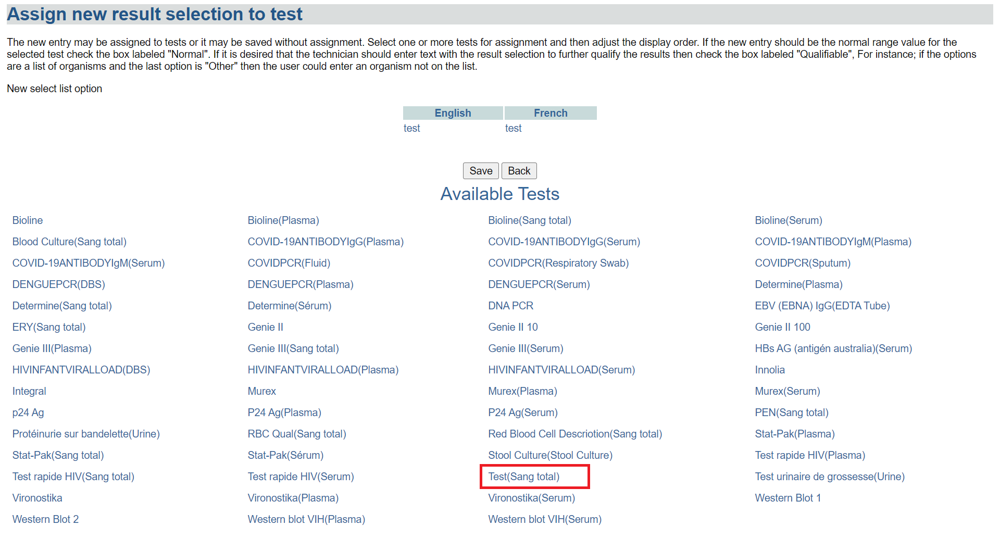 Assign new result selection to test
The new entry may be assigned to tests or it may be saved without assignment. Select one or more tests for assignment and then adjust the display order. If the new entry should be the normal range value for the
selected test check the box labeled "Normal". If it is desired that the technician should enter text with the result selection to further qualify the results then check the box labeled "Qualifiable", For instance; if the options
are a list of organisms and the last option is "Other" then the user could enter an organism not on the list.
New select list option
English French
test test
Save Back
Available Tests
Bioline Bioline(Plasma) Bioline(Sang total) Bioline(Serum)
Blood Culture(Sang total) COVID-19ANTIBODYIgG(Plasma) COVID-19ANTIBODYIgG(Serum) COVID-19ANTIBODYIgM(Plasma)
COVID-19ANTIBODYIgM(Serum) COVIDPCR(Fluid) COVIDPCR(Respiratory Swab) COVIDPCR(Sputum)
DENGUEPCR(DBS) DENGUEPCR(Plasma) DENGUEPCR(Serum) Determine(Plasma)
Determine(Sang total) Determine(Sérum) DNA PCR EBV (EBNA) IgG(EDTA Tube)
ERY(Sang total) Genie II Genie II 10 Genie II 100
Genie III(Plasma) Genie III(Sang total) Genie III(Serum) HBs AG (antigén australia)(Serum)
HIVINFANTVIRALLOAD(DBS) HIVINFANTVIRALLOAD(Plasma) HIVINFANTVIRALLOAD(Serum) Innolia
Integral Murex Murex(Plasma) Murex(Serum)
p24 Ag P24 Ag(Plasma) P24 Ag(Serum) PEN(Sang total)
Protéinurie sur bandelette(Urine) RBC Qual(Sang total) Red Blood Cell Descriotion(Sang total) Stat-Pak(Plasma)
Stat-Pak(Sang total) Stat-Pak(Sérum) Stool Culture(Stool Culture) Test rapide HIV(Plasma)
Test rapide HIV(Sang total) Test rapide HIV(Serum) Test(Sang total) Test urinaire de grossesse(Urine)
Vironostika Vironostika(Plasma) Vironostika(Serum) Western Blot 1
Western Blot 2 Western blot VIH(Plasma) Western blot VIH(Serum)